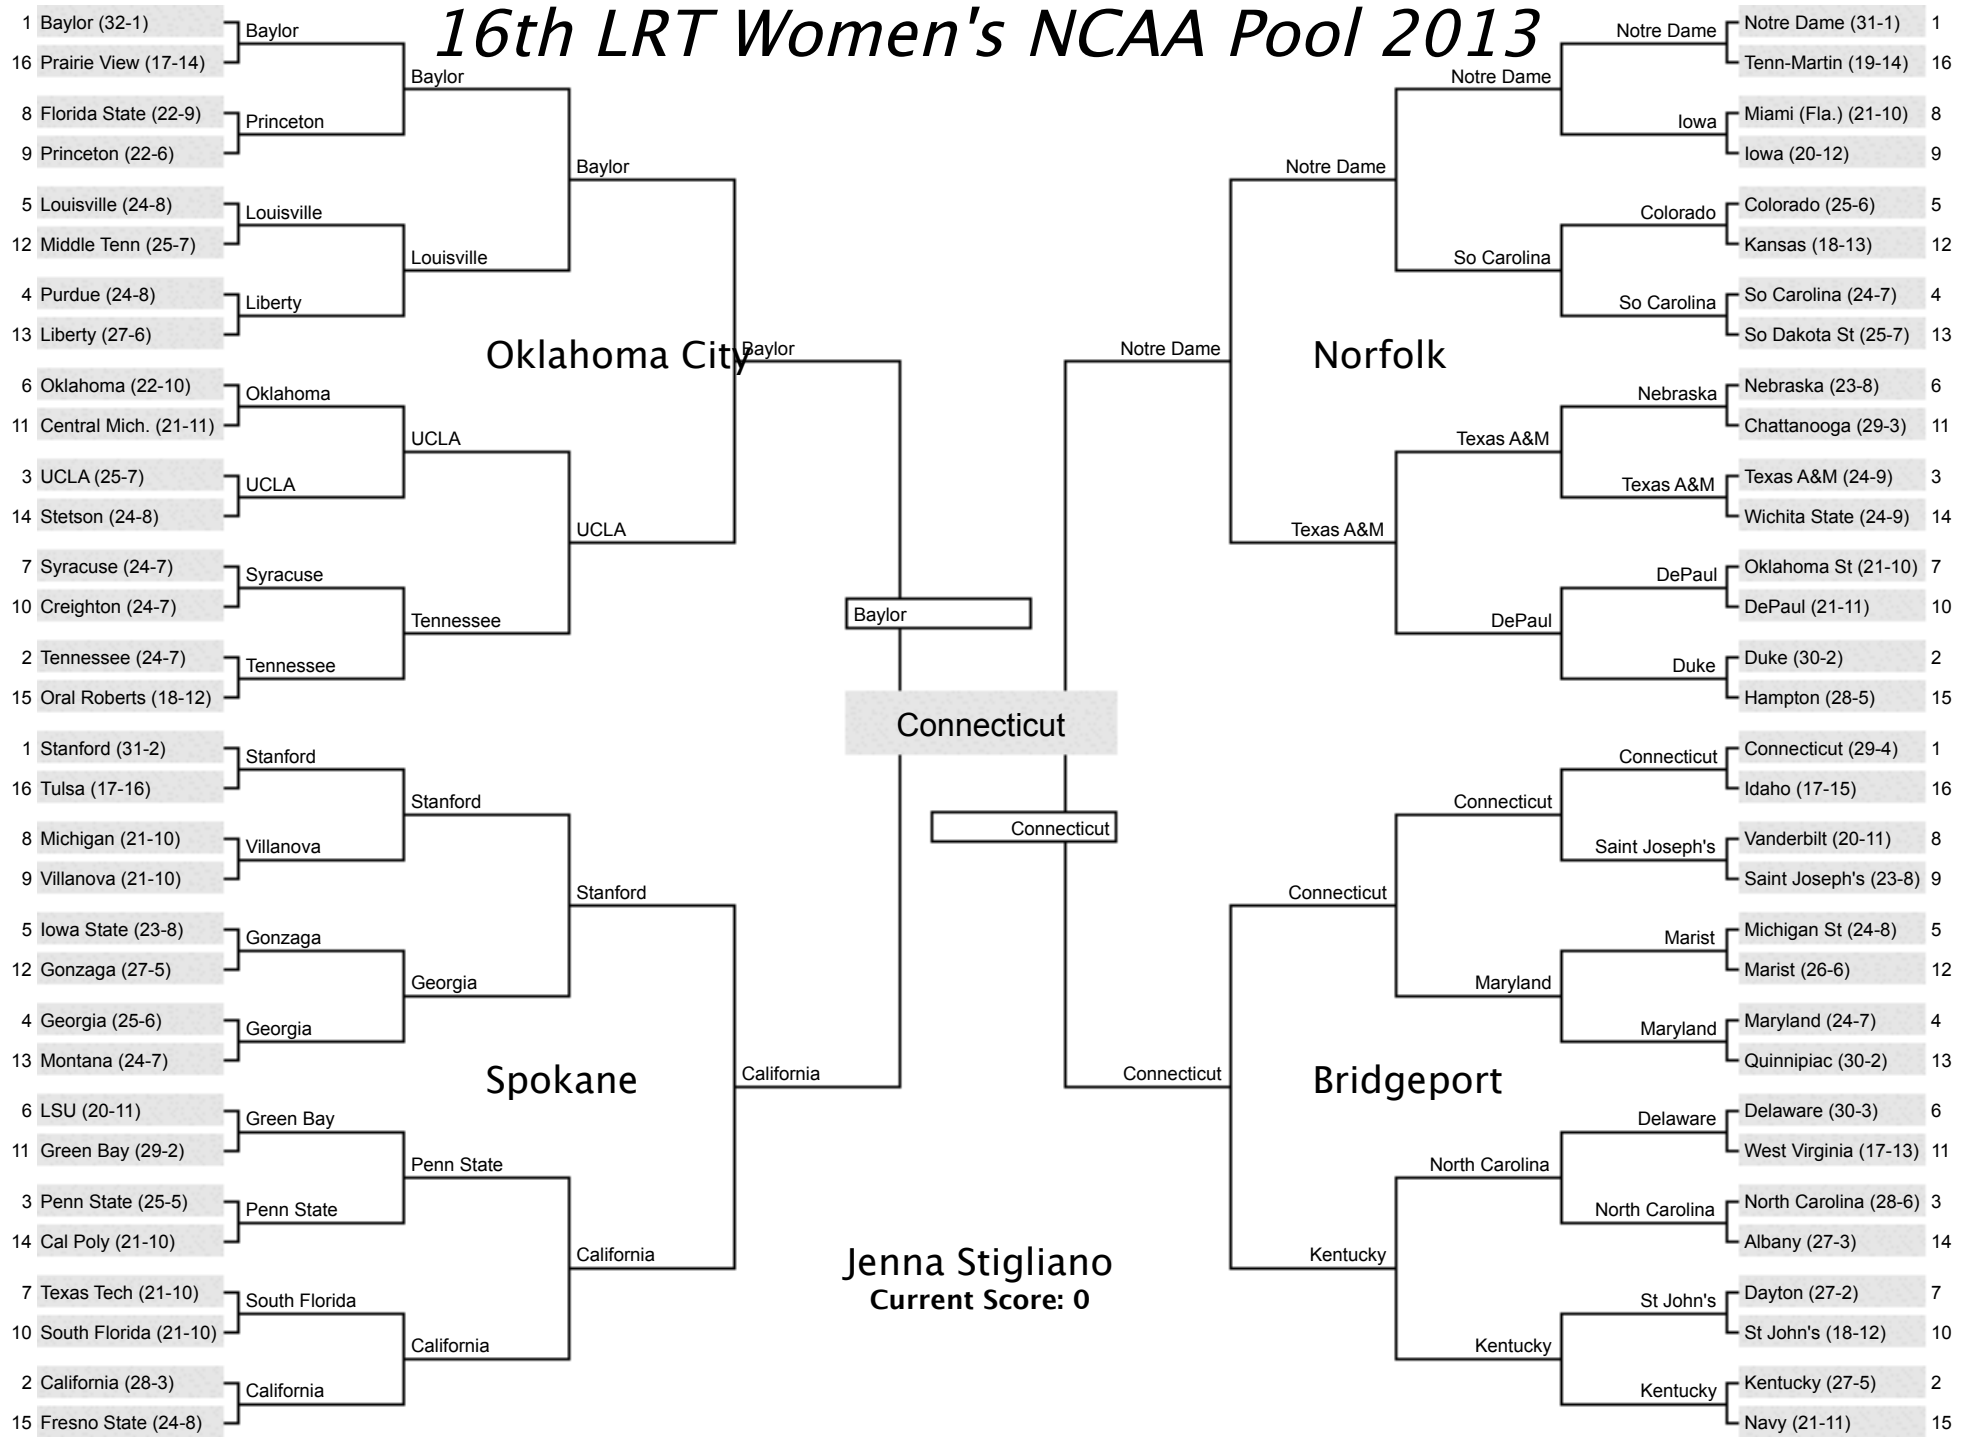 16th LRT Women's NCAA Pool 2013
1 Baylor (32-1)
16 Prairie View (17-14)
8 Florida State (22-9)
9 Princeton (22-6)
5 Louisville (24-8)
12 Middle Tenn (25-7)
4 Purdue (24-8)
13 Liberty (27-6)
6 Oklahoma (22-10)
11 Central Mich. (21-11)
3 UCLA (25-7)
14 Stetson (24-8)
7 Syracuse (24-7)
10 Creighton (24-7)
2 Tennessee (24-7)
15 Oral Roberts (18-12)
Baylor
Princeton
Louisville
Liberty
Oklahoma
UCLA
Syracuse
Tennessee
Baylor
Louisville
UCLA
Tennessee
Baylor
UCLA
Oklahoma City
Baylor
1 Stanford (31-2)
16 Tulsa (17-16)
8 Michigan (21-10)
9 Villanova (21-10)
5 Iowa State (23-8)
12 Gonzaga (27-5)
4 Georgia (25-6)
13 Montana (24-7)
6 LSU (20-11)
11 Green Bay (29-2)
3 Penn State (25-5)
14 Cal Poly (21-10)
7 Texas Tech (21-10)
10 South Florida (21-10)
2 California (28-3)
15 Fresno State (24-8)
Stanford
Villanova
Gonzaga
Georgia
Green Bay
Penn State
South Florida
California
Stanford
Georgia
Penn State
California
Stanford
California
Spokane
California
Baylor
Connecticut
Connecticut
Jenna Stigliano
Current Score: 0
Notre Dame
Norfolk
Notre Dame
Texas A&M
Notre Dame
So Carolina
Texas A&M
DePaul
Notre Dame
Iowa
Colorado
So Carolina
Nebraska
Texas A&M
DePaul
Duke
Notre Dame (31-1) 1
Tenn-Martin (19-14) 16
Miami (Fla.) (21-10) 8
Iowa (20-12) 9
Colorado (25-6) 5
Kansas (18-13) 12
So Carolina (24-7) 4
So Dakota St (25-7) 13
Nebraska (23-8) 6
Chattanooga (29-3) 11
Texas A&M (24-9) 3
Wichita State (24-9) 14
Oklahoma St (21-10) 7
DePaul (21-11) 10
Duke (30-2) 2
Hampton (28-5) 15
Connecticut
Bridgeport
Connecticut
Kentucky
Connecticut
Maryland
North Carolina
Kentucky
Connecticut
Saint Joseph's
Marist
Maryland
Delaware
North Carolina
St John's
Kentucky
Connecticut (29-4) 1
Idaho (17-15) 16
Vanderbilt (20-11) 8
Saint Joseph's (23-8) 9
Michigan St (24-8) 5
Marist (26-6) 12
Maryland (24-7) 4
Quinnipiac (30-2) 13
Delaware (30-3) 6
West Virginia (17-13) 11
North Carolina (28-6) 3
Albany (27-3) 14
Dayton (27-2) 7
St John's (18-12) 10
Kentucky (27-5) 2
Navy (21-11) 15